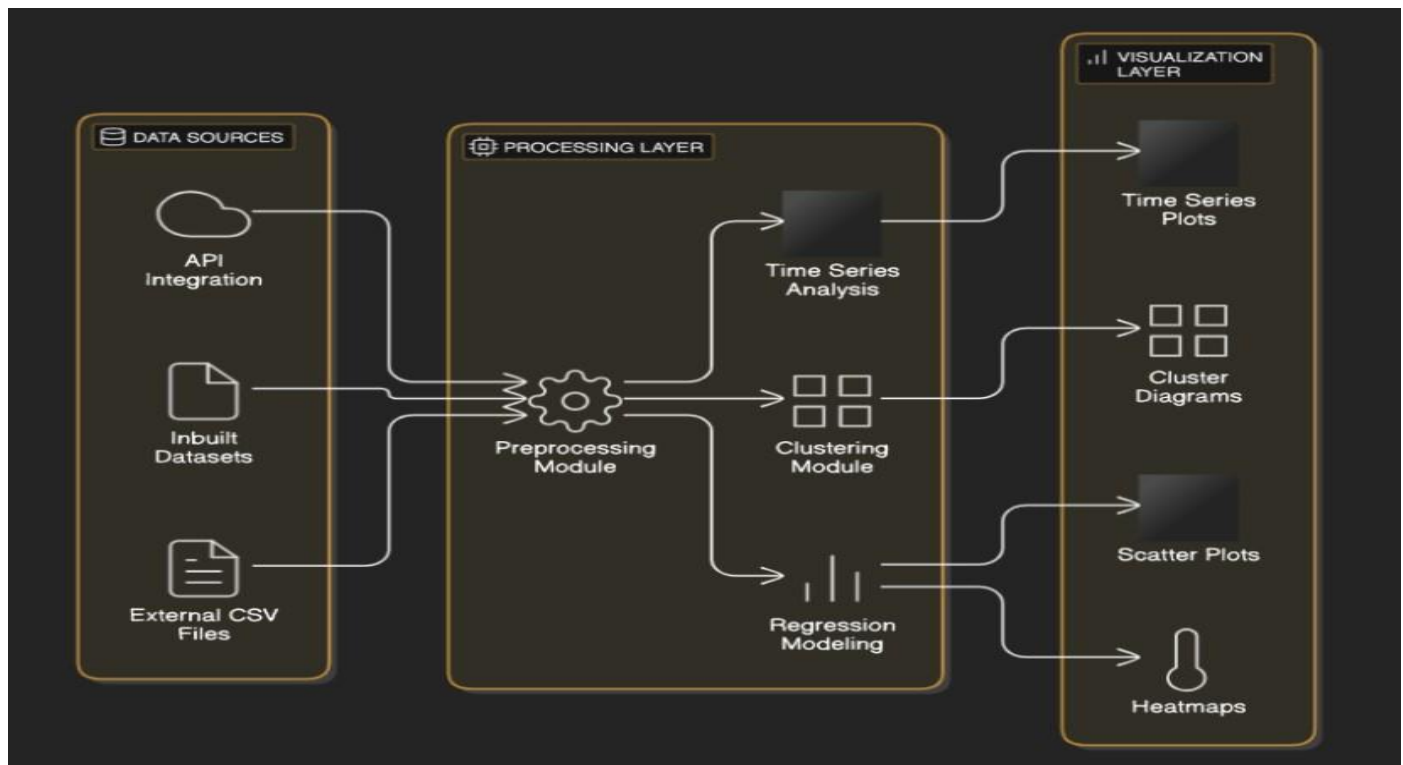 DATA SOURCES
API
Integration
Inbuilt
Datasets
External CSV
Files
PROCESSING LAYER
Preprocessing
Module
Time Series
Analysis
Clustering
Module
Regression
Modeling
VISUALIZATION
LAYER
Time Series
Plots
Cluster
Diagrams
Scatter Plots
Heatmaps